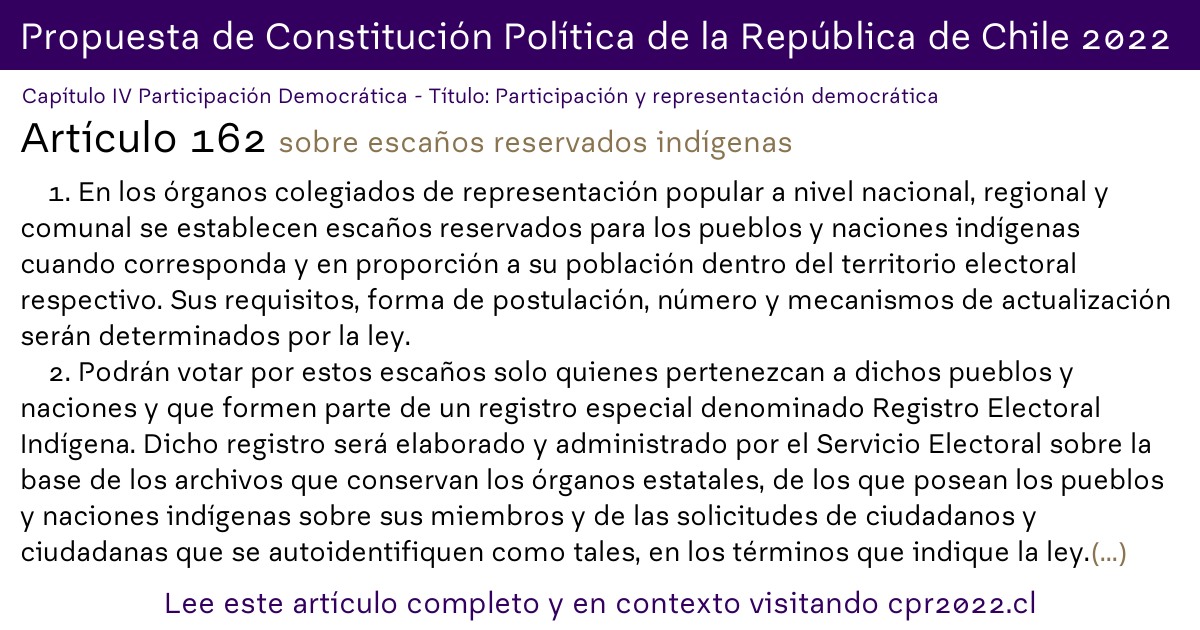 Propuesta de Constitución Política de la República de Chile 2022
Capítulo IV Participación Democrática - Título: Participación y representación democrática
Artículo 162 sobre escaños reservados indígenas
1. En los órganos colegiados de representación popular a nivel nacional, regional y
comunal se establecen escaños reservados para los pueblos y naciones indígenas
cuando corresponda y en proporción a su población dentro del territorio electoral
respectivo. Sus requisitos, forma de postulación, número y mecanismos de actualización
serán determinados por la ley.
2. Podrán votar por estos escaños solo quienes pertenezcan a dichos pueblos y
naciones y que formen parte de un registro especial denominado Registro Electoral
Indígena. Dicho registro será elaborado y administrado por el Servicio Electoral sobre la
base de los archivos que conservan los órganos estatales, de los que posean los pueblos
y naciones indígenas sobre sus miembros y de las solicitudes de ciudadanos y
ciudadanas que se autoidentifiquen como tales, en los términos que indique la ley.(...)
Lee este artículo completo y en contexto visitando cpr2022.cl